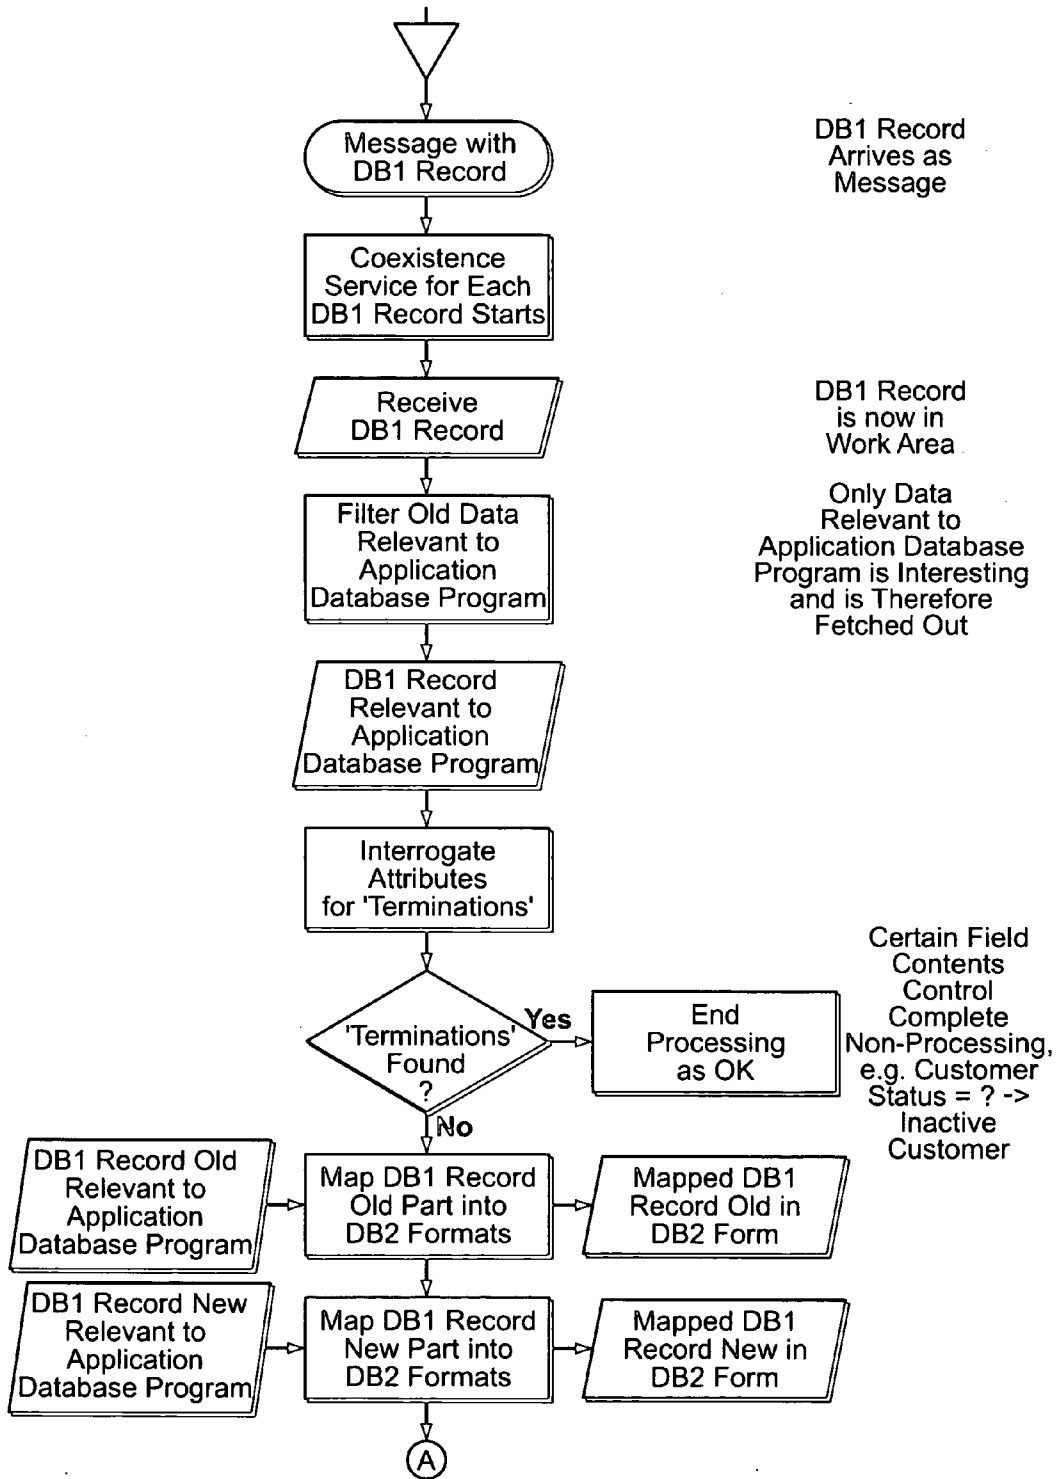 Message with
DB1 Record
DB1 Record
Arrives as
Message
Coexistence
Service for Each
DB1 Record Starts
Receive
DB1 Record
DB1 Record
is now in
Work Area
Filter Old Data
Relevant to
Application
Database Program
Only Data
Relevant to
Application Database
Program is Interesting
and is Therefore
Fetched Out
DB1 Record
Relevant to
Application
Database Program
Interrogate
Attributes
for 'Terminations'
'Terminations'
Found
?
Yes
No
End
Processing
as OK
Certain Field
Contents
Control
Complete
Non-Processing,
e.g. Customer
Status = ? ->
Inactive
Customer
DB1 Record Old
Relevant to
Application
Database Program
Map DB1 Record
Old Part into
DB2 Formats
Mapped DB1
Record Old in
DB2 Form
DB1 Record New
Relevant to
Application
Database Program
Map DB1 Record
New Part into
DB2 Formats
Mapped DB1
Record New in
DB2 Form
A